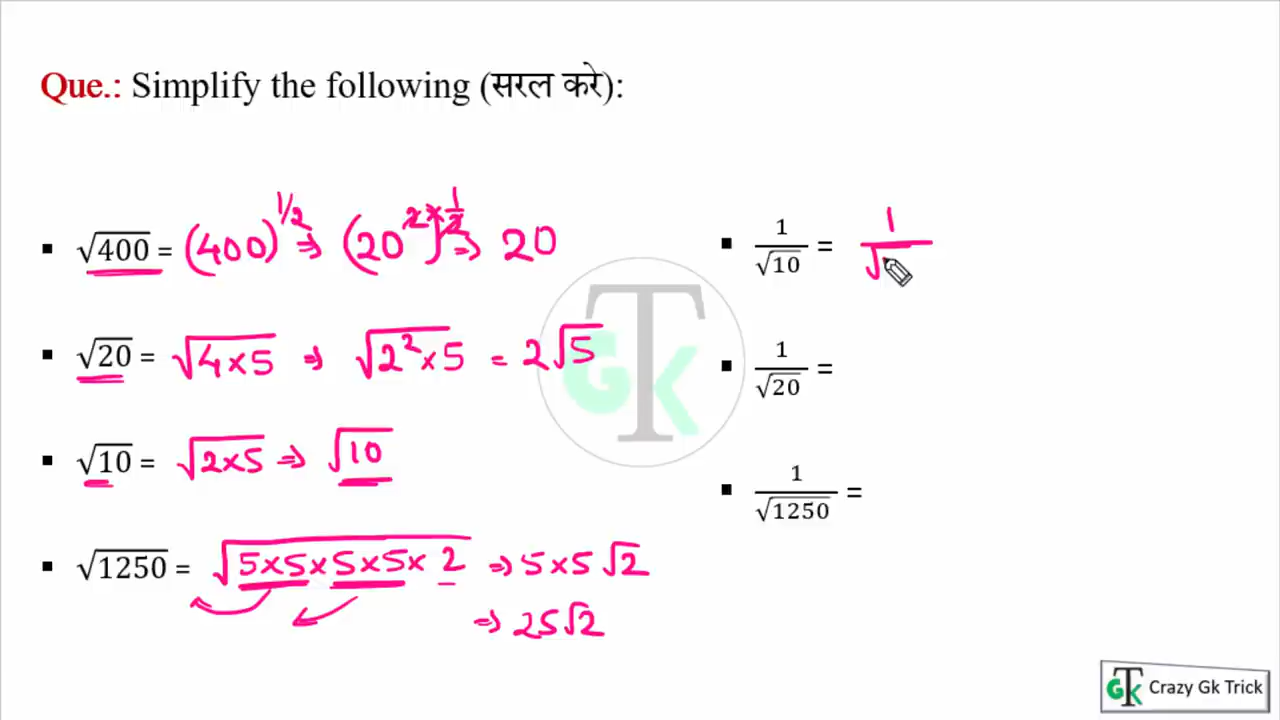 Que.: Simplify the following (सरल करे):
▪ √400 = (400)^1/2 ⇒ (20^2×1/2) ⇒ 20
▪ √20 = √4×5 ⇒ √2²×5 = 2√5
▪ √10 = √2×5 ⇒ √10
▪ √1250 = √5×5×5×5×2 ⇒ 5×5√2
⇒ 25√2
▪ 1/√10 = 1/√
▪ 1/√20 =
▪ 1/√1250 =
GTK
GTK Crazy Gk Trick